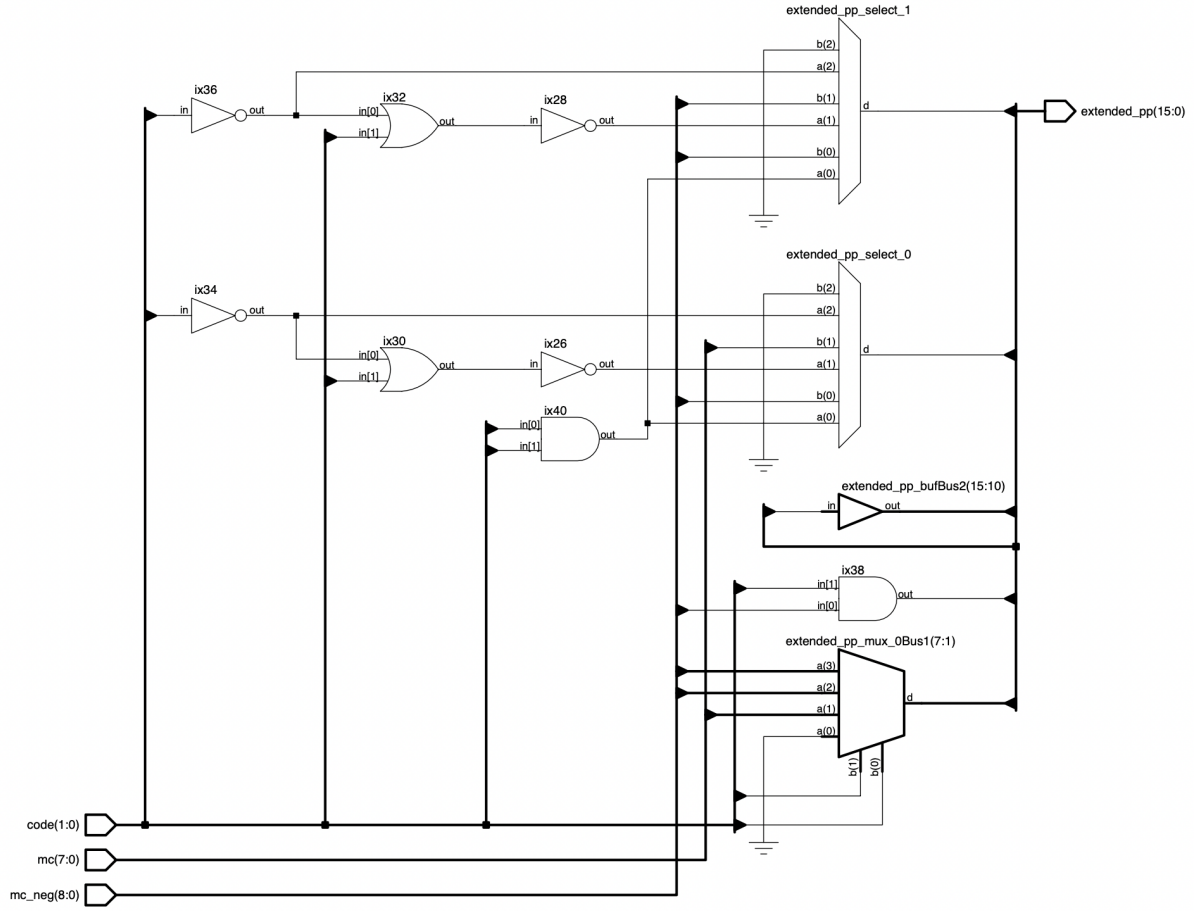 extended_pp_select_1
b(2)
a(2)
ix36
in
out
ix32
in[0]
in[1]
out
ix28
in
out
b(1)
a(1)
b(0)
a(0)
d
extended_pp(15:0)
extended_pp_select_0
b(2)
a(2)
ix34
in
out
ix30
in[0]
in[1]
out
ix26
in
out
b(1)
a(1)
b(0)
a(0)
d
ix40
in[0]
in[1]
out
extended_pp_bufBus2(15:10)
in
out
ix38
in[1]
in[0]
out
extended_pp_mux_0Bus1(7:1)
a(3)
a(2)
a(1)
a(0)
d
b(1)
b(0)
code(1:0)
mc(7:0)
mc_neg(8:0)